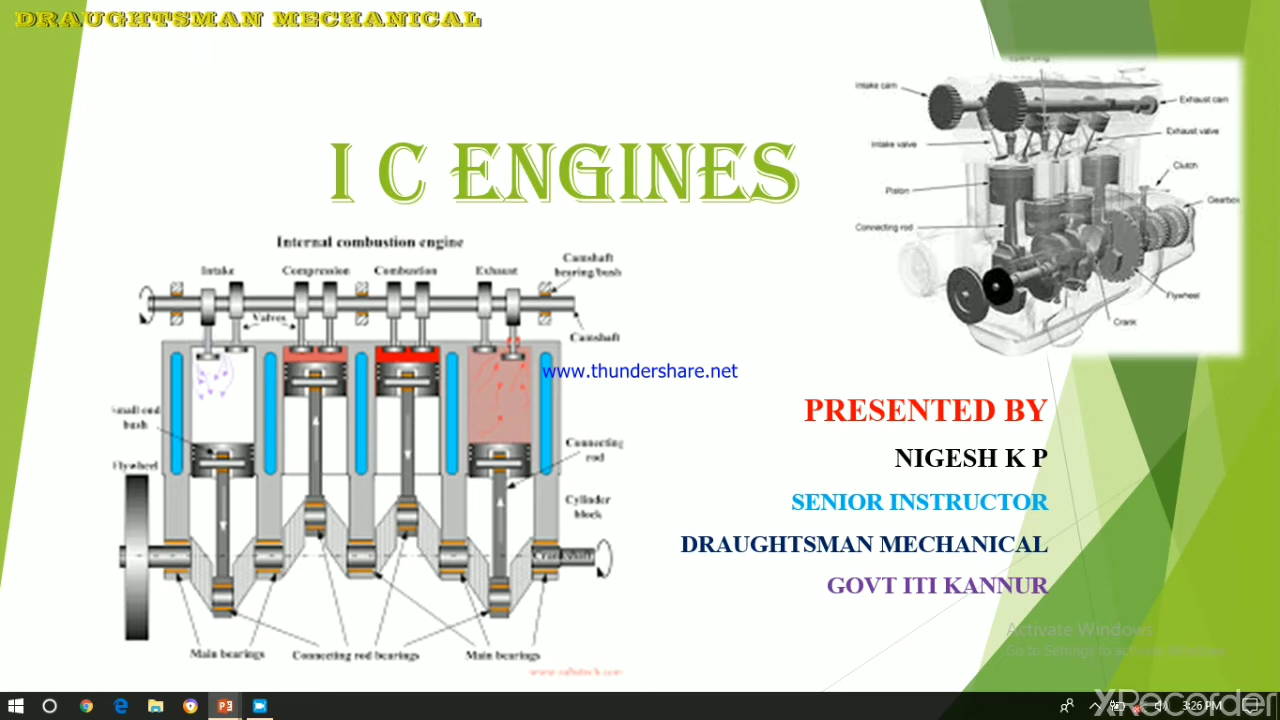 DRAUGHTSMAN MECHANICAL
I C ENGINES
Intake cam
Exhaust cam
Exhaust valve
Intake valve
Clutch
Piston
Gearbox
Connecting rod
Flywheel
Crank
Internal combustion engine
Intake
Compression
Combustion
Exhaust
Camshaft
bearing/bush
Valves
Camshaft
www.thundershare.net
Small end
bush
Connecting
rod
Flywheel
Cylinder
block
Crankshaft
Main bearings
Connecting rod bearings
Main bearings
PRESENTED BY
NIGESH K P
SENIOR INSTRUCTOR
DRAUGHTSMAN MECHANICAL
GOVT ITI KANNUR
Activate Windows
Go to Settings to activate Windows.
XRecorder
3:26 PM